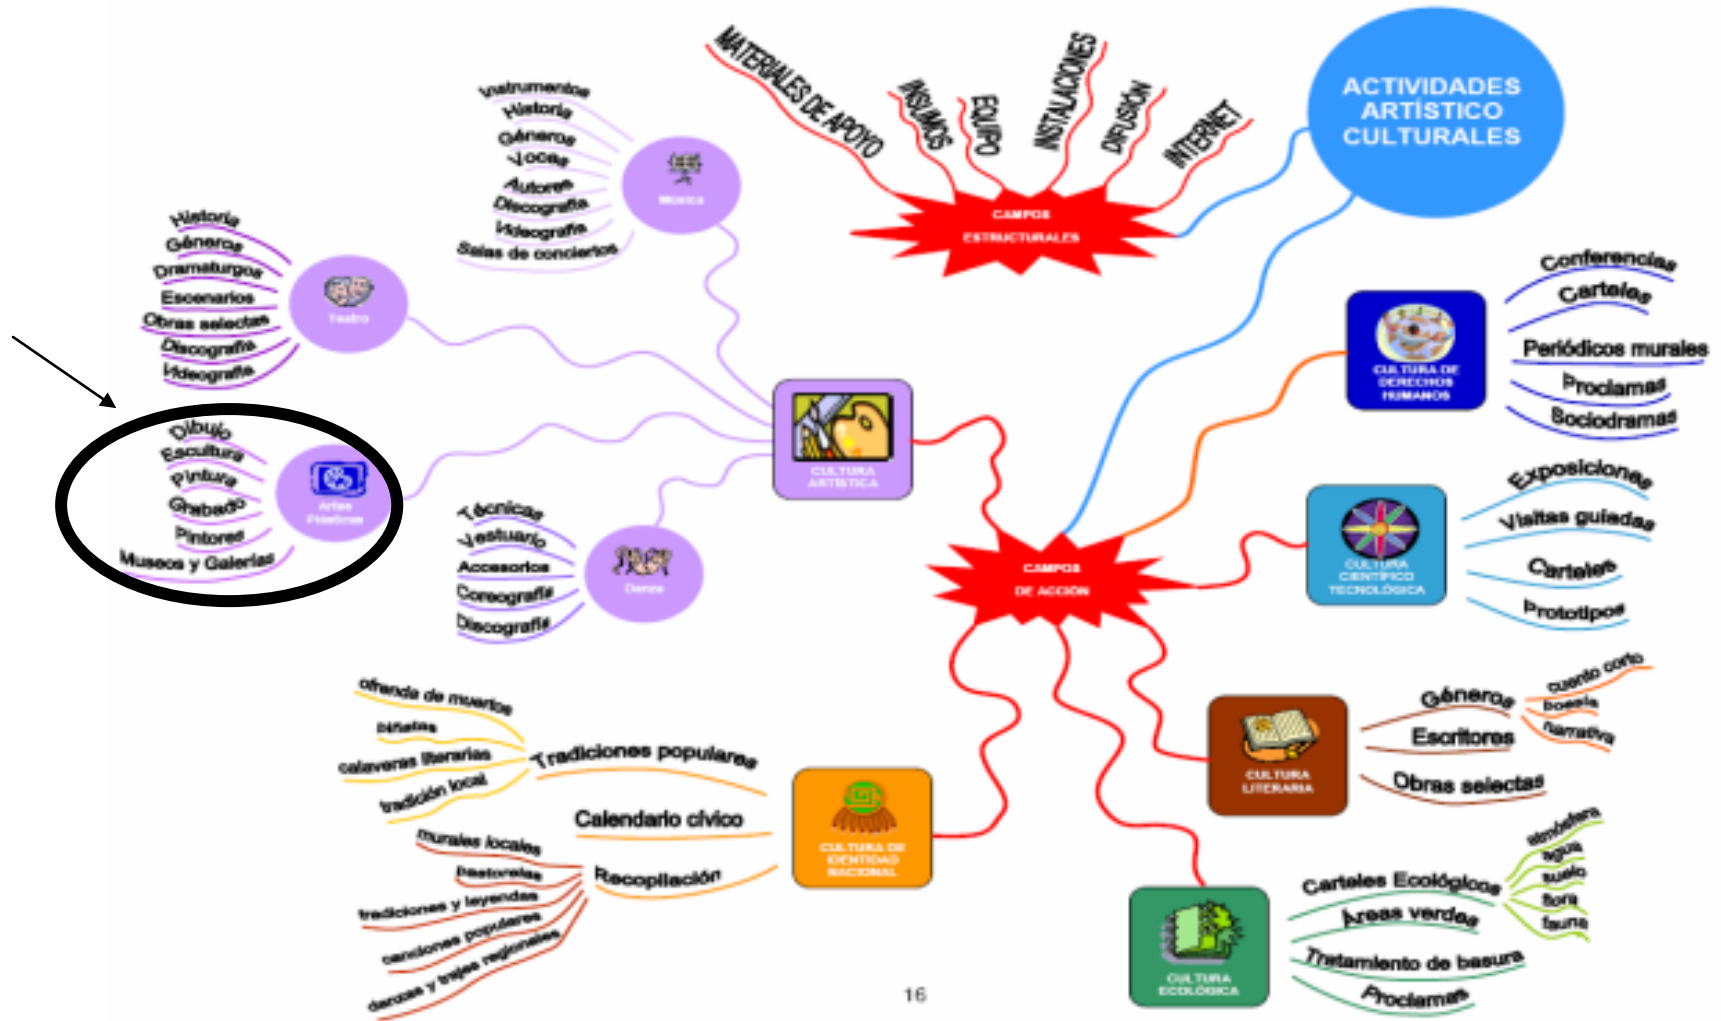 ACTIVIDADES
ARTÍSTICO
CULTURALES
MATERIALES DE APOYO
INSUMOS
EQUIPO
INSTALACIONES
DIFUSIÓN
INTERNET
CAMPOS
ESTRUCTURALES
Instrumentos
Historia
Géneros
Voces
Autores
Discografía
Videografía
Salas de conciertos
Música
Historia
Géneros
Dramaturgos
Escenarios
Obras selectas
Discografía
Videografía
Teatro
Dibujo
Escultura
Pintura
Grabado
Pintores
Museos y Galerías
Artes
Plásticas
Técnicas
Vestuario
Accesorios
Coreografía
Discografía
Danza
CULTURA
ARTÍSTICA
CAMPOS
DE ACCIÓN
CULTURA DE
DERECHOS
HUMANOS
Conferencias
Carteles
Periódicos murales
Proclamas
Sociodramas
CULTURA
CIENTÍFICO
TECNOLÓGICA
Exposiciones
Visitas guiadas
Carteles
Prototipos
CULTURA
LITERARIA
Géneros
cuento corto
poesía
narrativa
Escritores
Obras selectas
CULTURA
ECOLÓGICA
Carteles Ecológicos
atmósfera
agua
suelo
flora
fauna
Áreas verdes
Tratamiento de basura
Proclamas
CULTURA DE
IDENTIDAD
NACIONAL
Tradiciones populares
ofrenda de muertos
piñatas
calaveras literarias
tradición local
Calendario cívico
Recopilación
murales locales
pastorelas
tradiciones y leyendas
canciones populares
danzas y trajes regionales
16